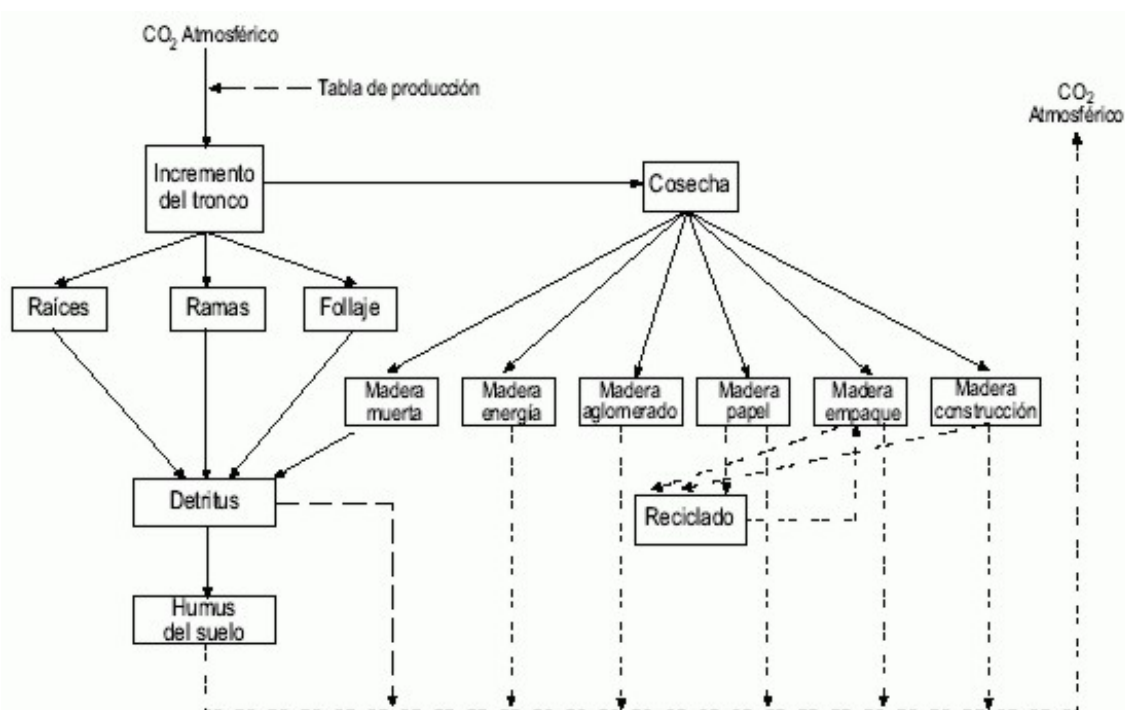 CO2 Atmosférico
Tabla de producción
CO2
Atmosférico
Incremento
del tronco
Cosecha
Raíces
Ramas
Follaje
Madera
muerta
Madera
energía
Madera
aglomerado
Madera
papel
Madera
empaque
Madera
construcción
Detritus
Reciclado
Humus
del suelo